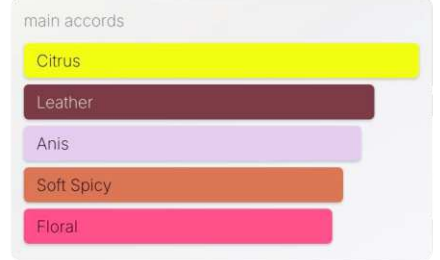 main accords
Citrus
Leather
Anis
Soft Spicy
Floral